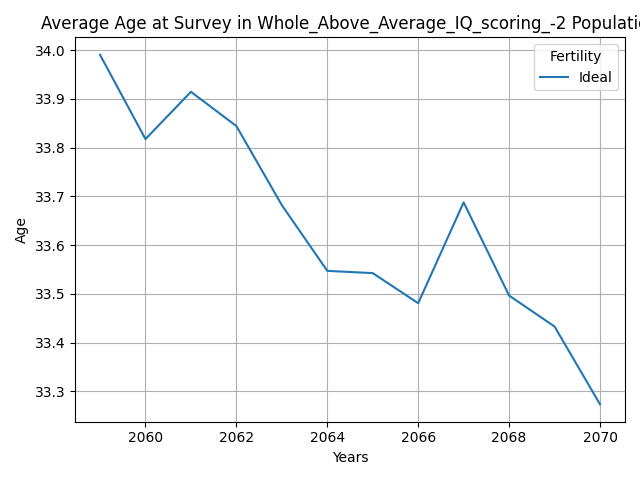 Average Age at Survey in Whole_Above_Average_IQ_scoring_-2 Populatio
34.0
33.9
33.8
33.7
33.6
33.5
33.4
33.3
Age
Fertility
Ideal
2060 2062 2064 2066 2068 2070
Years